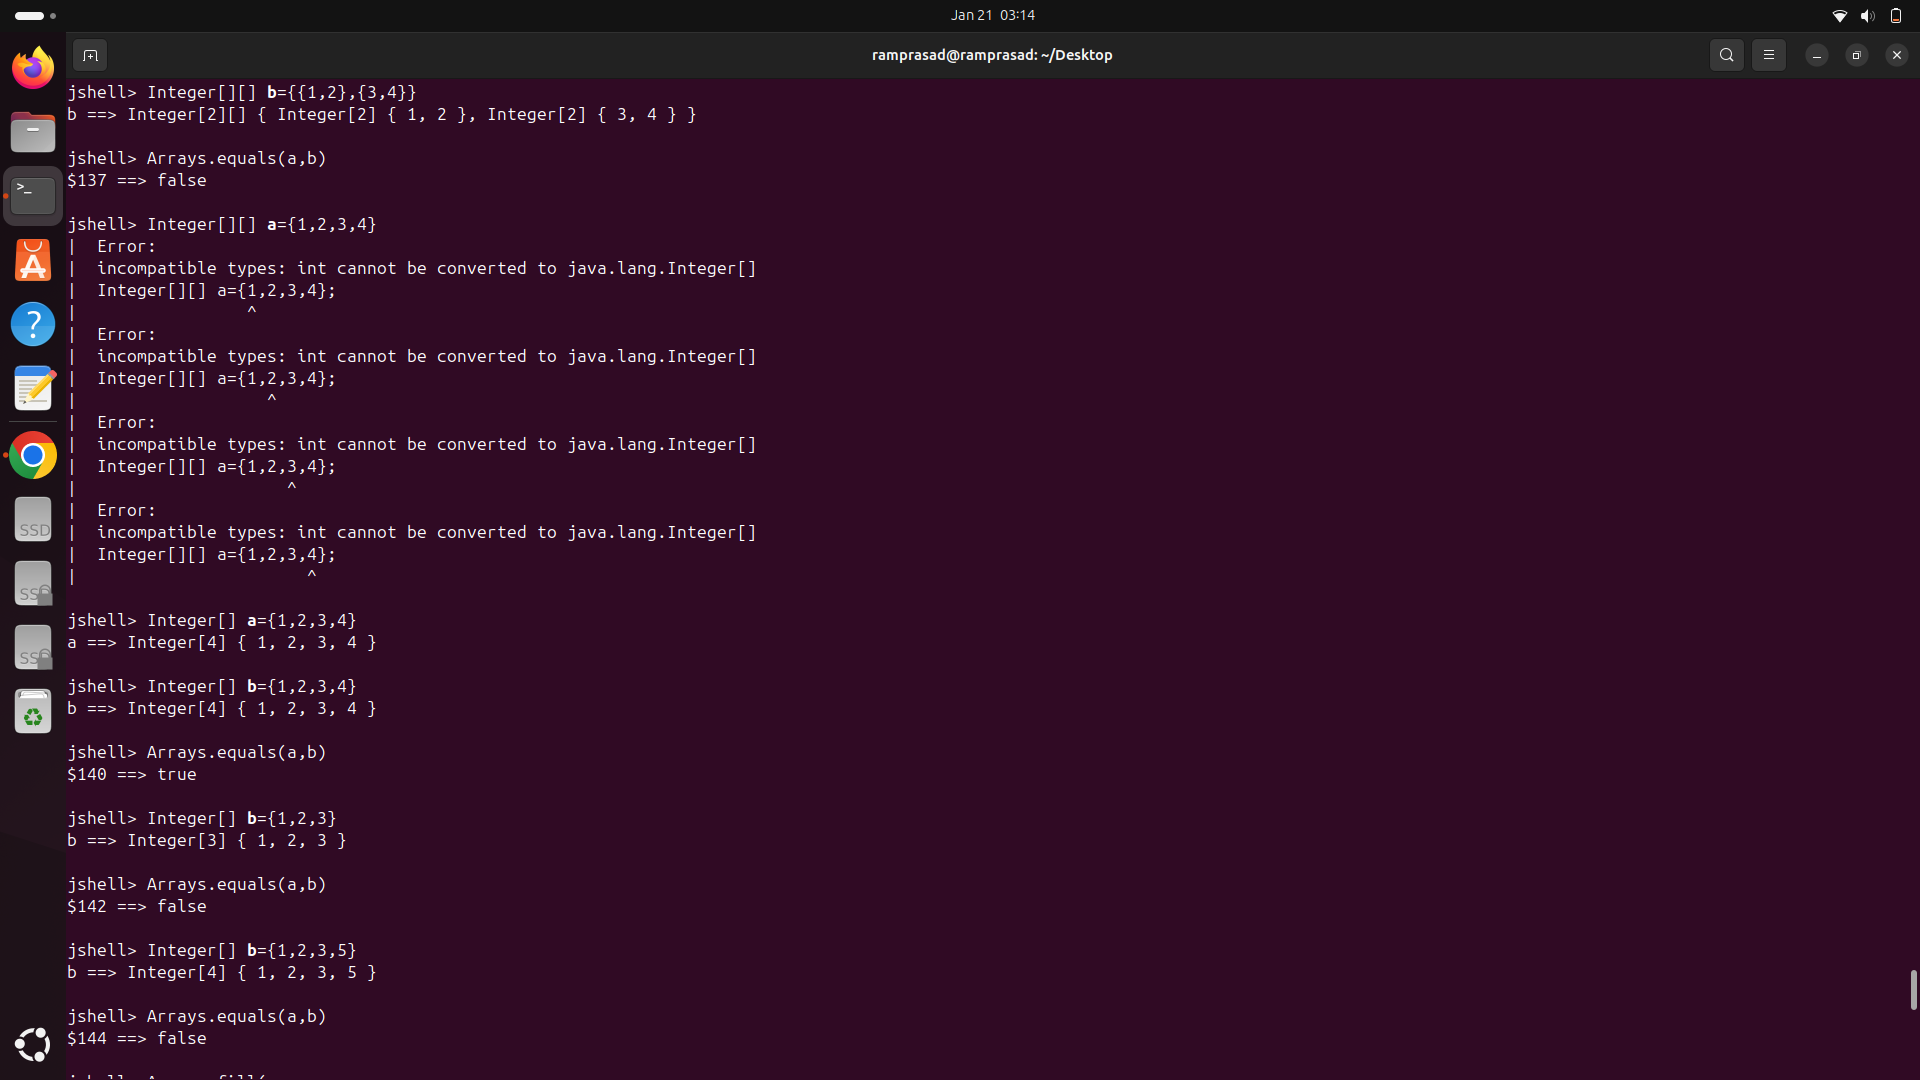 Jan 21 03:14
ramprasad@ramprasad: ~/Desktop
jshell> Integer[][] b={{1,2},{3,4}}
b ==> Integer[2][] { Integer[2] { 1, 2 }, Integer[2] { 3, 4 } }
jshell> Arrays.equals(a,b)
$137 ==> false
jshell> Integer[][] a={1,2,3,4}
| Error:
| incompatible types: int cannot be converted to java.lang.Integer[]
| Integer[][] a={1,2,3,4};
| ^
| Error:
| incompatible types: int cannot be converted to java.lang.Integer[]
| Integer[][] a={1,2,3,4};
| ^
| Error:
| incompatible types: int cannot be converted to java.lang.Integer[]
| Integer[][] a={1,2,3,4};
| ^
| Error:
| incompatible types: int cannot be converted to java.lang.Integer[]
| Integer[][] a={1,2,3,4};
| ^
jshell> Integer[] a={1,2,3,4}
a ==> Integer[4] { 1, 2, 3, 4 }
jshell> Integer[] b={1,2,3,4}
b ==> Integer[4] { 1, 2, 3, 4 }
jshell> Arrays.equals(a,b)
$140 ==> true
jshell> Integer[] b={1,2,3}
b ==> Integer[3] { 1, 2, 3 }
jshell> Arrays.equals(a,b)
$142 ==> false
jshell> Integer[] b={1,2,3,5}
b ==> Integer[4] { 1, 2, 3, 5 }
jshell> Arrays.equals(a,b)
$144 ==> false
>_
SSD
SSD
SSD